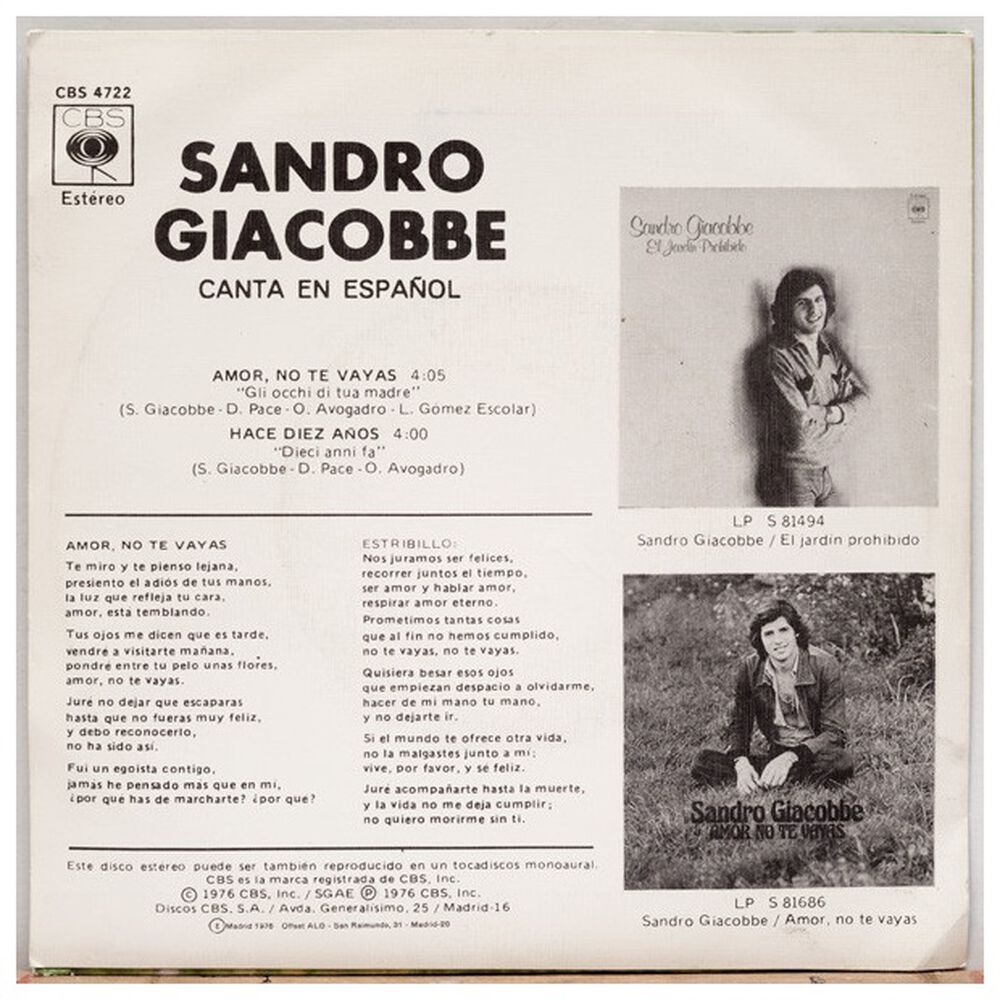 CBS 4722
CBS
Estéreo
SANDRO
GIACOBBE
CANTA EN ESPAÑOL
AMOR, NO TE VAYAS 4:05
"Gli occhi di tua madre"
(S. Giacobbe - D. Pace - O. Avogadro - L. Gómez Escolar)
HACE DIEZ AÑOS 4:00
"Dieci anni fa"
(S. Giacobbe - D. Pace - O. Avogadro)
AMOR, NO TE VAYAS
Te miro y te pienso lejana,
presiento el adiós de tus manos,
la luz que refleja tu cara,
amor, esta temblando.
Tus ojos me dicen que es tarde,
vendré a visitarte mañana,
pondré entre tu pelo unas flores,
amor, no te vayas.
Juré no dejar que escaparas
hasta que no fueras muy feliz,
y debo reconocerlo,
no ha sido así.
Fui un egoista contigo,
jamás he pensado más que en mí,
¿por qué has de marcharte? ¿por qué?
ESTRIBILLO:
Nos juramos ser felices,
recorrer juntos el tiempo,
ser amor y hablar amor,
respirar amor eterno.
Prometimos tantas cosas
que al fin no hemos cumplido,
no te vayas, no te vayas.
Quisiera besar esos ojos
que empiezan despacio a olvidarme,
hacer de mi mano tu mano,
y no dejarte ir.
Si el mundo te ofrece otra vida,
no la malgastes junto a mí;
vive, por favor, y sé feliz.
Juré acompañarte hasta la muerte,
y la vida no me deja cumplir;
no quiero morirme sin ti.
Sandro Giacobbe
El Jardín Prohibido
CBS
LP S 81494
Sandro Giacobbe / El jardín prohibido
Sandro Giacobbe
AMOR NO TE VAYAS
LP S 81686
Sandro Giacobbe / Amor, no te vayas
Este disco estereo puede ser también reproducido en un tocadiscos monoaural.
CBS es la marca registrada de CBS, Inc.
© 1976 CBS, Inc. / SGAE ℗ 1976 CBS, Inc.
Discos CBS, S.A. / Avda. Generalísimo, 25 / Madrid-16
Ⓔ Madrid 1976 Offset ALO - San Raimundo, 31 - Madrid-20